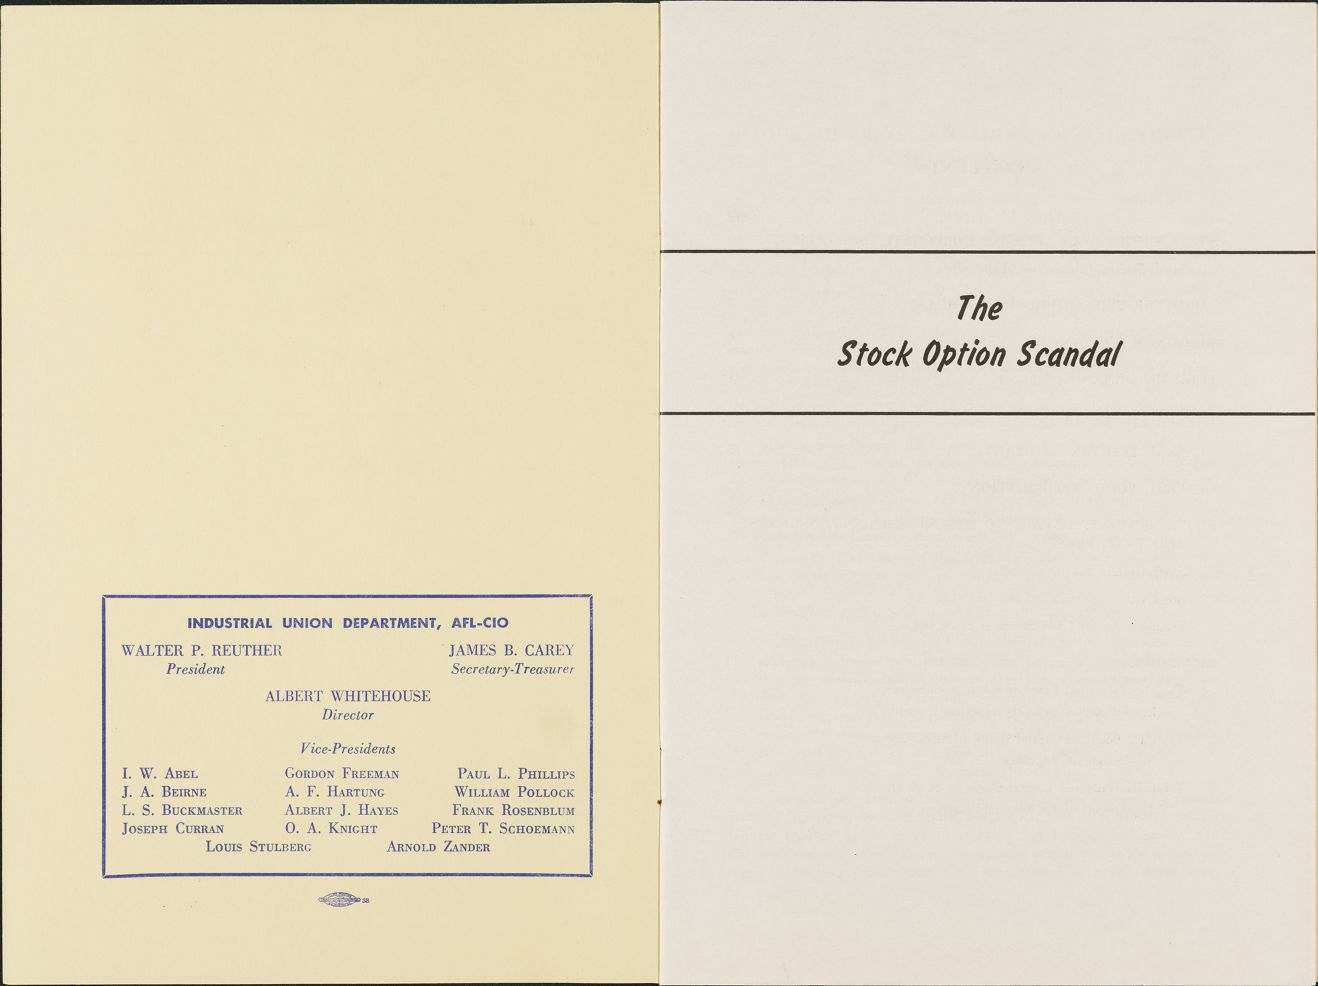 INDUSTRIAL UNION DEPARTMENT, AFL-CIO
WALTER P. REUTHER JAMES B. CAREY
President Secretary-Treasurer
ALBERT WHITEHOUSE
Director
Vice-Presidents
I. W. ABEL GORDON FREEMAN PAUL L. PHILLIPS
J. A. BEIRNE A. F. HARTUNG WILLIAM POLLOCK
L. S. BUCKMASTER ALBERT J. HAYES FRANK ROSENBLUM
JOSEPH CURRAN O. A. KNIGHT PETER T. SCHOEMANN
LOUIS STULBERG ARNOLD ZANDER
38
The
Stock Option Scandal